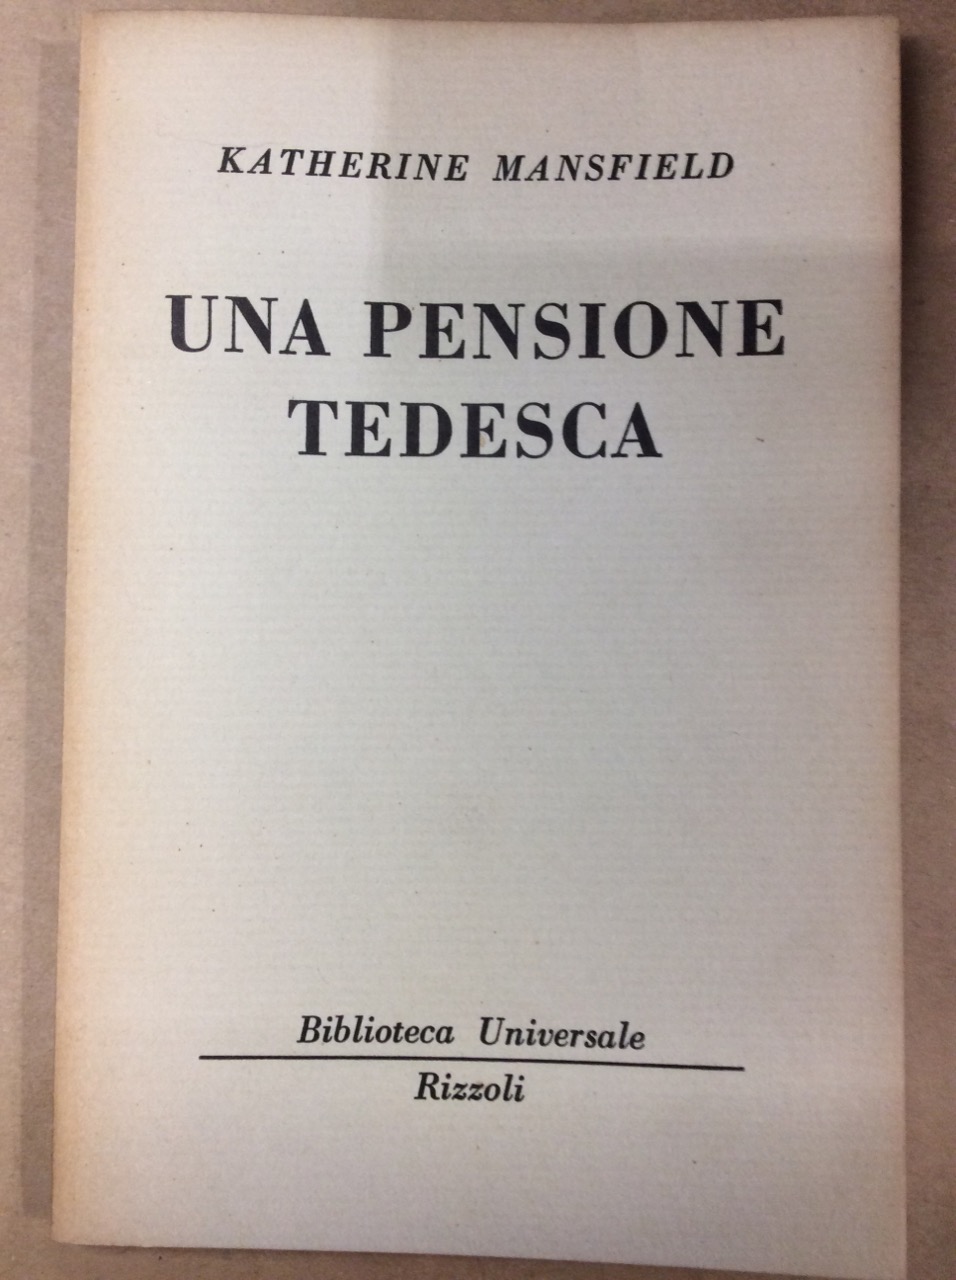 KATHERINE MANSFIELD
UNA PENSIONE
TEDESCA
Biblioteca Universale
Rizzoli